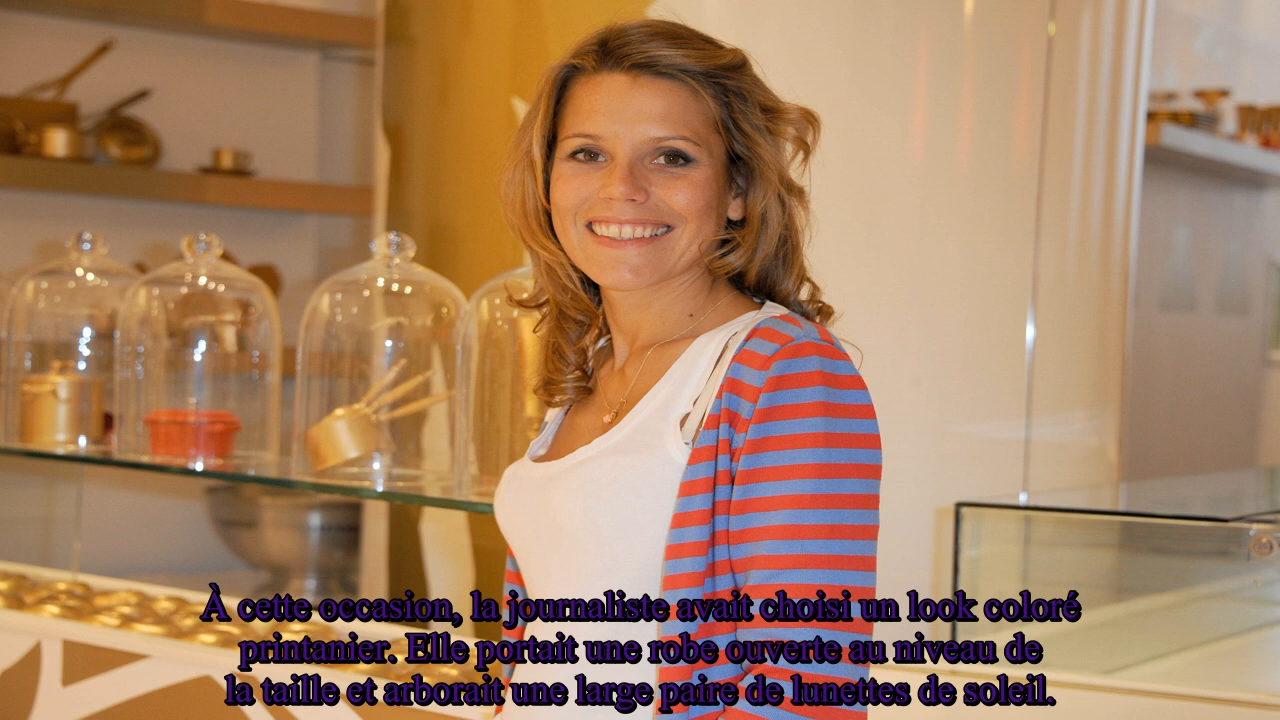 À cette occasion, la journaliste avait choisi un look coloré
printanier. Elle portait une robe ouverte au niveau de
la taille et arborait une large paire de lunettes de soleil.